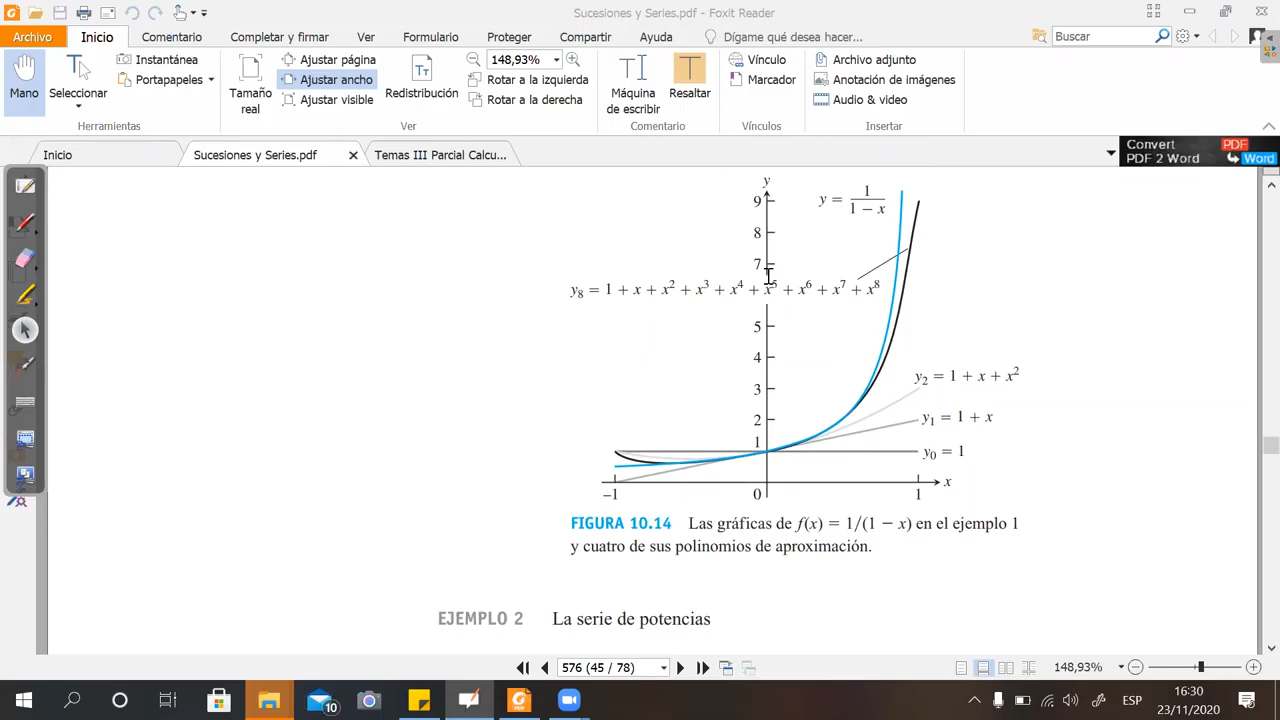 Sucesiones y Series.pdf - Foxit Reader
Archivo
Inicio
Comentario
Completar y firmar
Ver
Formulario
Proteger
Compartir
Ayuda
Dígame qué desea hacer...
Buscar
Mano
Seleccionar
Instantánea
Portapapeles
Herramientas
Tamaño
real
Ajustar página
Ajustar ancho
Ajustar visible
Redistribución
148,93%
Rotar a la izquierda
Rotar a la derecha
Ver
Máquina
de escribir
Resaltar
Comentario
Vínculo
Marcador
Vínculos
Archivo adjunto
Anotación de imágenes
Audio & video
Insertar
Inicio
Sucesiones y Series.pdf
Temas III Parcial Calcu...
Convert PDF
PDF 2 Word Word
y
9
y = 1/(1 − x)
8
7
y₈ = 1 + x + x² + x³ + x⁴ + x⁵ + x⁶ + x⁷ + x⁸
5
4
3
y₂ = 1 + x + x²
2
y₁ = 1 + x
1
y₀ = 1
x
–1
0
1
FIGURA 10.14 Las gráficas de f(x) = 1/(1 − x) en el ejemplo 1
y cuatro de sus polinomios de aproximación.
EJEMPLO 2 La serie de potencias
576 (45 / 78)
148,93%
10
PDF
ESP
16:30
23/11/2020